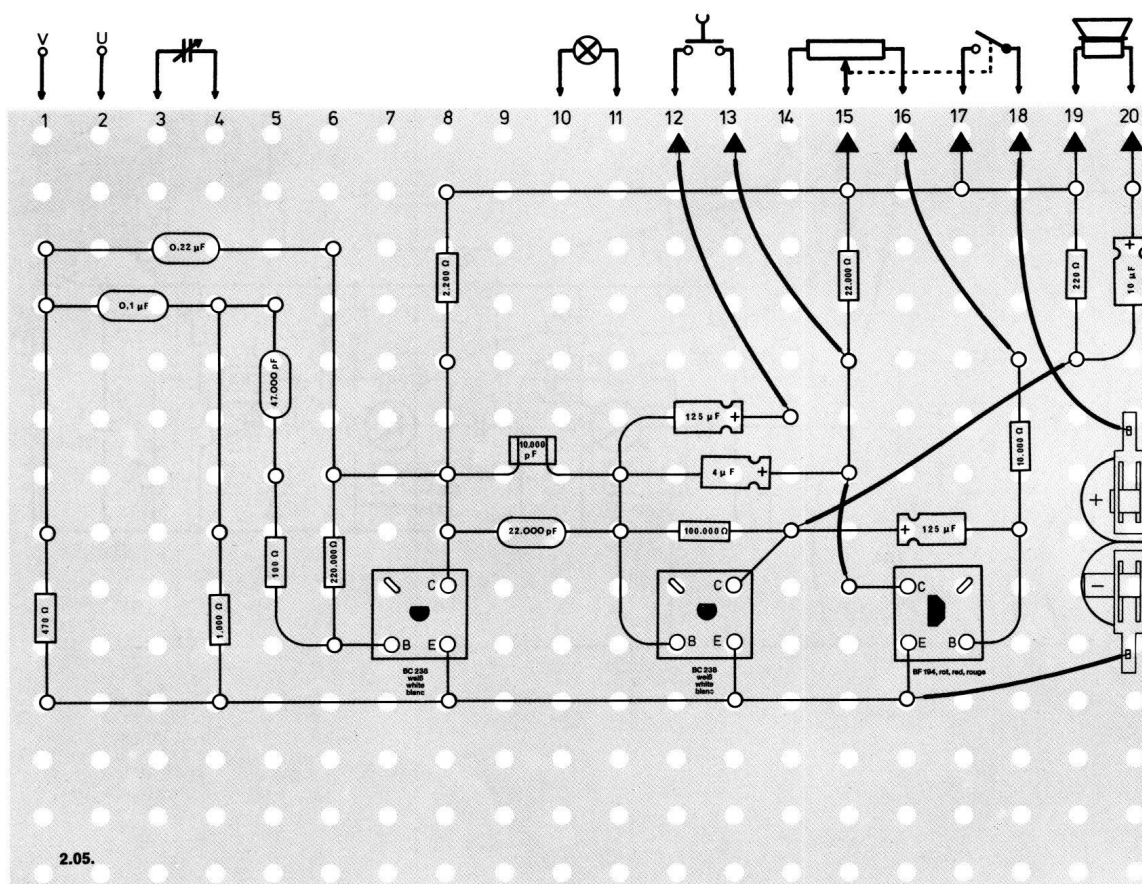 V U
1 2 3 4 5 6 7 8 9 10 11 12 13 14 15 16 17 18 19 20
0,22 µF
0,1 µF
2.200 Ω
22.000 Ω
220 Ω
+
10 µF
47.000 pF
125 µF +
10.000
pF
4 µF +
10.000 Ω
22.000 pF
100.000 Ω
+ 125 µF
+
100 Ω
220.000 Ω
C
C
C
–
470 Ω
1.000 Ω
B E
B E
E B
BC 238
weiß
white
blanc
BC 238
weiß
white
blanc
BF 194, rot, red, rouge
2.05.